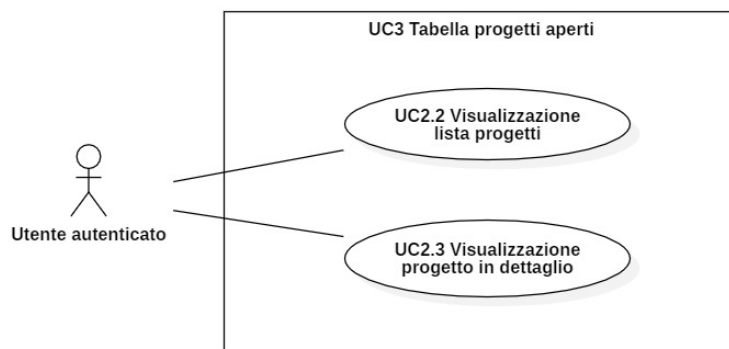 UC3 Tabella progetti aperti
UC2.2 Visualizzazione
lista progetti
Utente autenticato
UC2.3 Visualizzazione
progetto in dettaglio